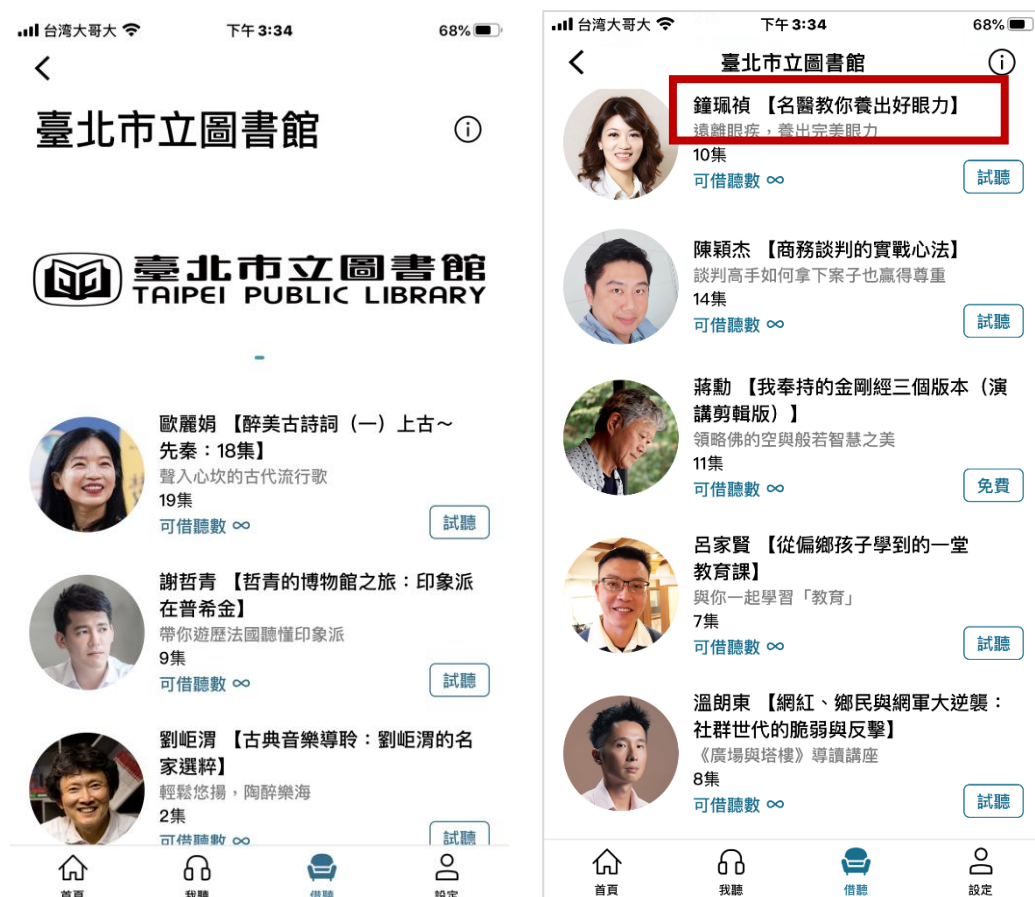 台湾大哥大
下午 3:34
68%
臺北市立圖書館
臺北市立圖書館
TAIPEI PUBLIC LIBRARY
歐麗娟 【醉美古詩詞（一）上古～
先秦：18集】
聲入心坎的古代流行歌
19集
可借聽數 ∞
試聽
謝哲青 【哲青的博物館之旅：印象派
在普希金】
帶你遊歷法國聽懂印象派
9集
可借聽數 ∞
試聽
劉岠渭 【古典音樂導聆：劉岠渭的名
家選粹】
輕鬆悠揚，陶醉樂海
2集
可借聽數 ∞
試聽
首頁
我聽
借聽
設定
台湾大哥大
下午 3:34
68%
臺北市立圖書館
鐘珮禎 【名醫教你養出好眼力】
遠離眼疾，養出完美眼力
10集
可借聽數 ∞
試聽
陳穎杰 【商務談判的實戰心法】
談判高手如何拿下案子也贏得尊重
14集
可借聽數 ∞
試聽
蔣勳 【我奉持的金剛經三個版本（演
講剪輯版）】
領略佛的空與般若智慧之美
11集
可借聽數 ∞
免費
呂家賢 【從偏鄉孩子學到的一堂
教育課】
與你一起學習「教育」
7集
可借聽數 ∞
試聽
溫朗東 【網紅、鄉民與網軍大逆襲：
社群世代的脆弱與反擊】
《廣場與塔樓》導讀講座
8集
可借聽數 ∞
試聽
首頁
我聽
借聽
設定